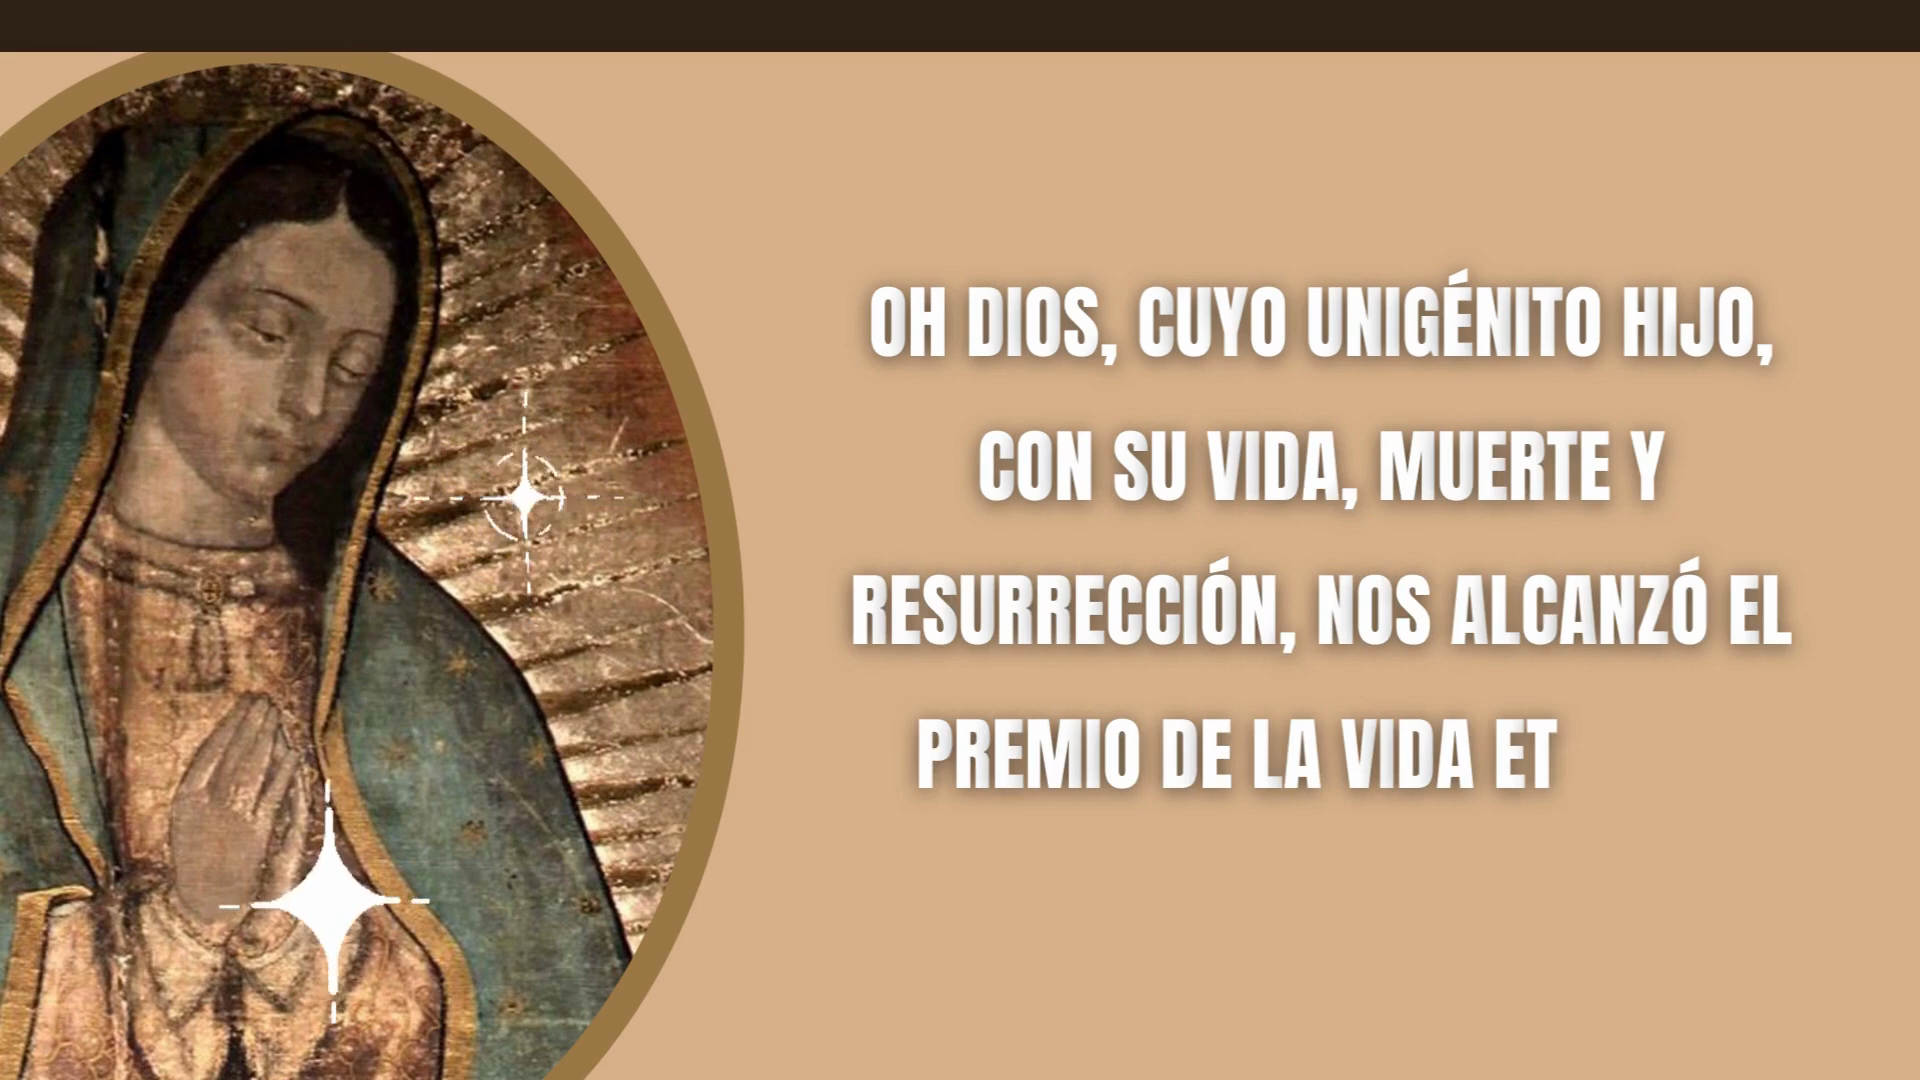 OH DIOS, CUYO UNIGÉNITO HIJO,
CON SU VIDA, MUERTE Y
RESURRECCIÓN, NOS ALCANZÓ EL
PREMIO DE LA VIDA ET